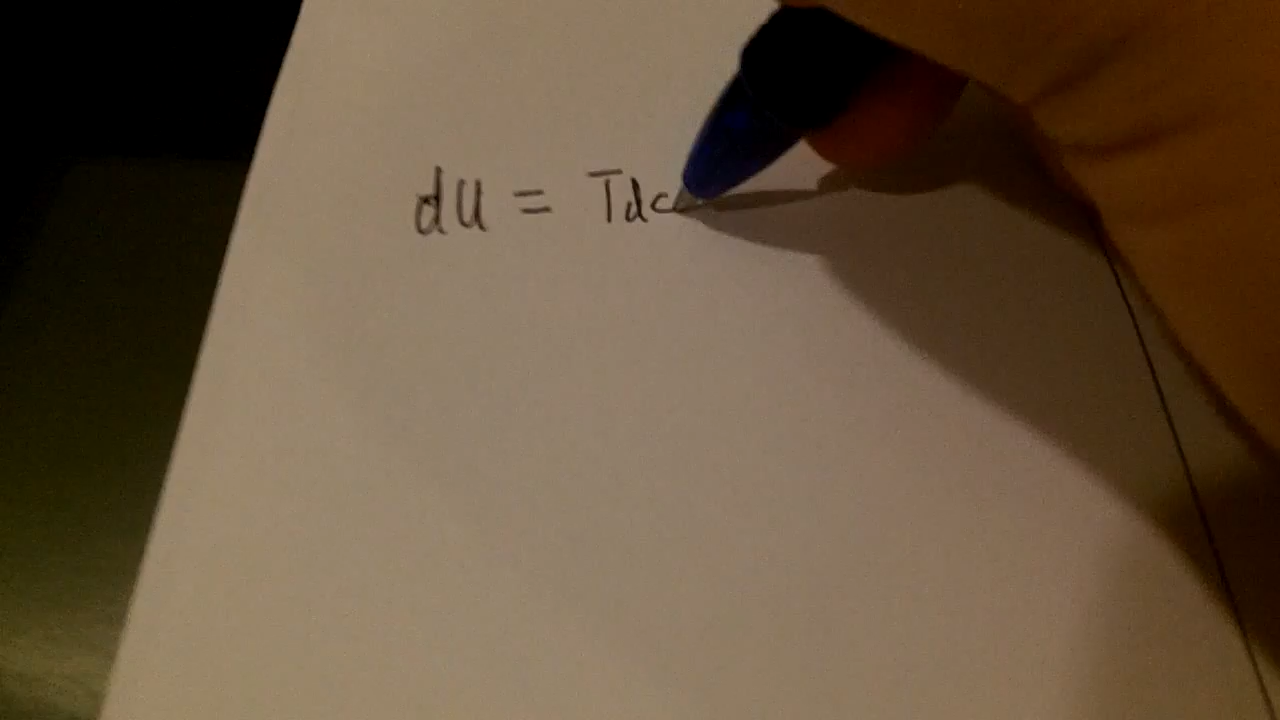 dU = Td